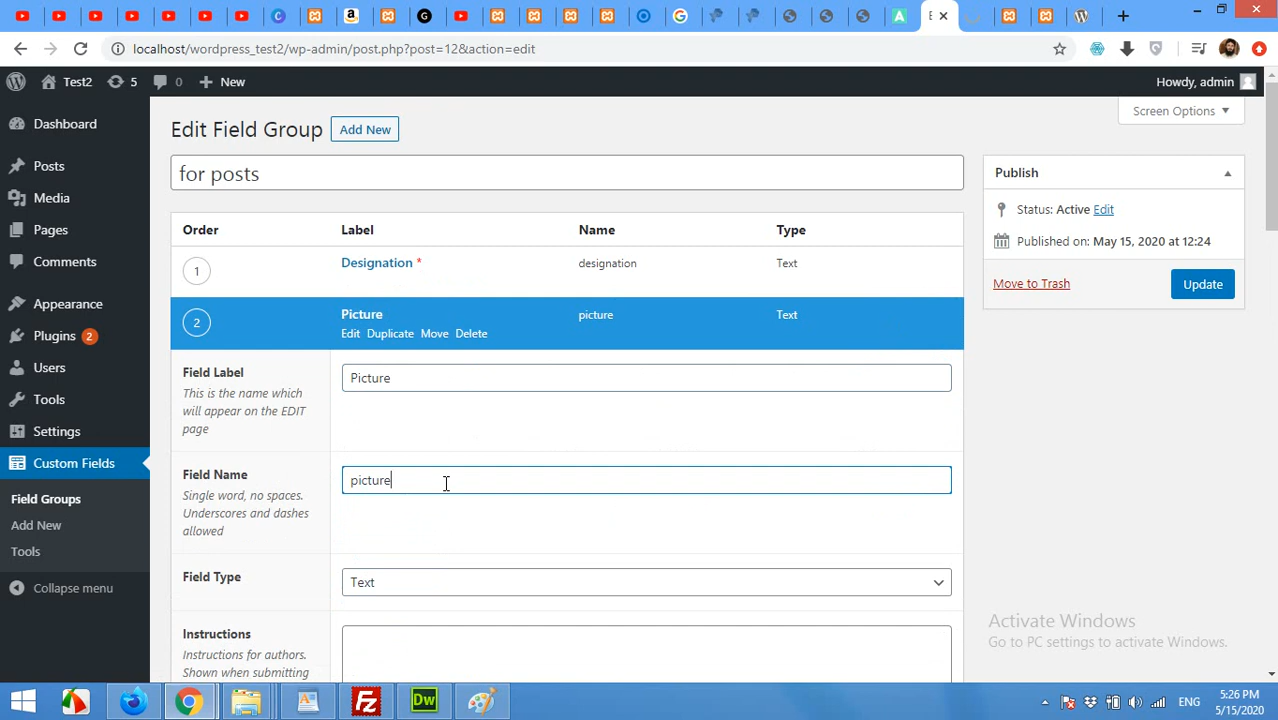 E
localhost/wordpress_test2/wp-admin/post.php?post=12&action=edit
Test2 5 0 New Howdy, admin
Screen Options
Dashboard
Posts
Media
Pages
Comments
Appearance
Plugins 2
Users
Tools
Settings
Custom Fields
Field Groups
Add New
Tools
Collapse menu
Edit Field Group Add New
for posts
Order Label Name Type
1 Designation * designation Text
2 Picture picture Text
Edit Duplicate Move Delete
Field Label
This is the name which
will appear on the EDIT
page
Picture
Field Name
Single word, no spaces.
Underscores and dashes
allowed
picture
Field Type
Text
Instructions
Instructions for authors.
Shown when submitting
Publish
Status: Active Edit
Published on: May 15, 2020 at 12:24
Move to Trash Update
Activate Windows
Go to PC settings to activate Windows.
Fz Dw
ENG
5:26 PM
5/15/2020